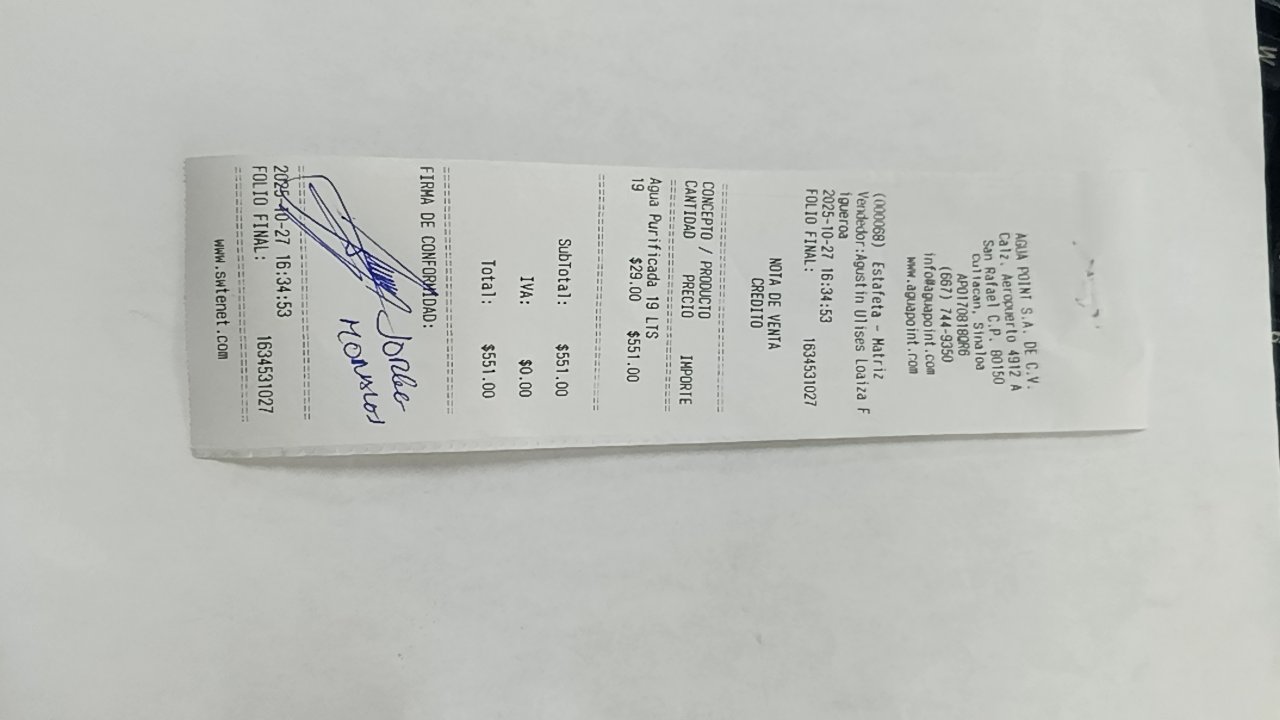 AGUA POINT S.A. DE C.V.
Calz. Aeropuerto 4912 A
San Rafael C.P. 80150
culiacan, Sinaloa
APO170818QR6
(667) 744-9350
info@aguapoint.com
www.aguapoint.com
(000068) Estafeta - Matriz
Vendedor:Agustin Ulises Loaiza F
igueroa
2025-10-27 16:34:53
FOLIO FINAL: 1634531027
NOTA DE VENTA
CREDITO
================================
CONCEPTO / PRODUCTO
CANTIDAD PRECIO IMPORTE
================================
Agua Purificada 19 LTS
19 $29.00 $551.00
================================
SubTotal: $551.00
IVA: $0.00
Total: $551.00
================================
FIRMA DE CONFORMIDAD:
Jorge
================================
2025-10-27 16:34:53
FOLIO FINAL: 1634531027
================================
www.swtenet.com